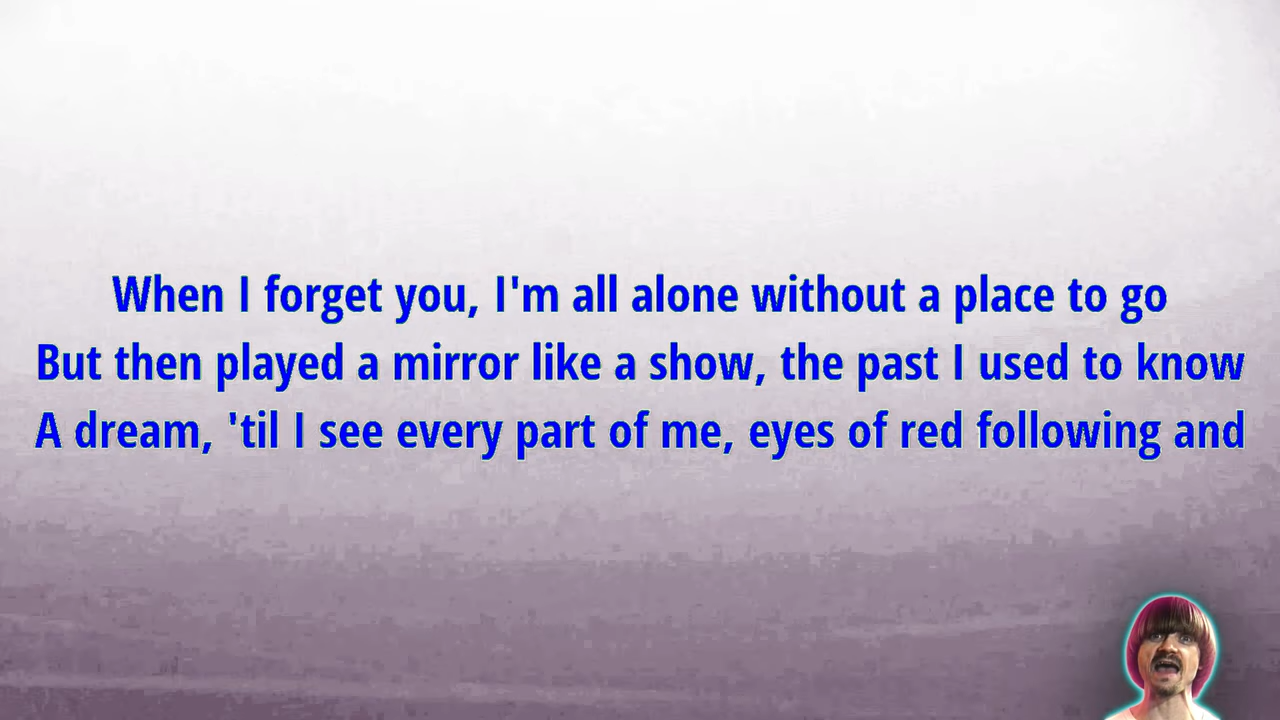 When I forget you, I'm all alone without a place to go
But then played a mirror like a show, the past I used to know
A dream, 'til I see every part of me, eyes of red following and